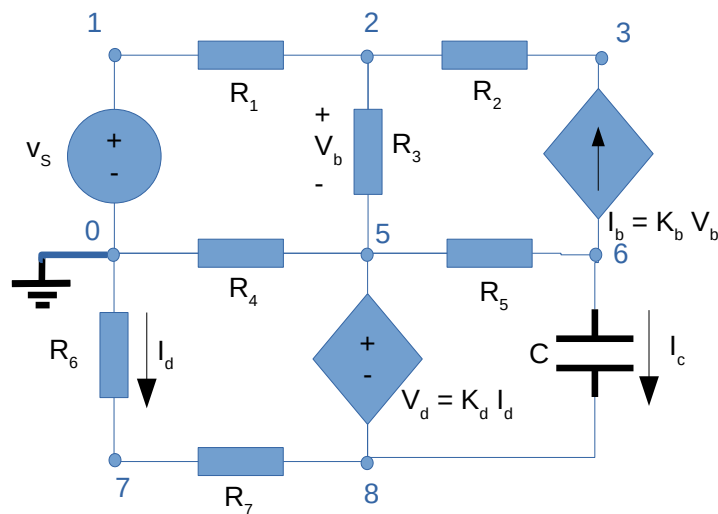 1
2
3
R1
R2
+
Vb
-
R3
vS
+
-
Ib = Kb Vb
0
5
6
R4
R5
R6
Id
+
-
Vd = Kd Id
C
Ic
7
R7
8